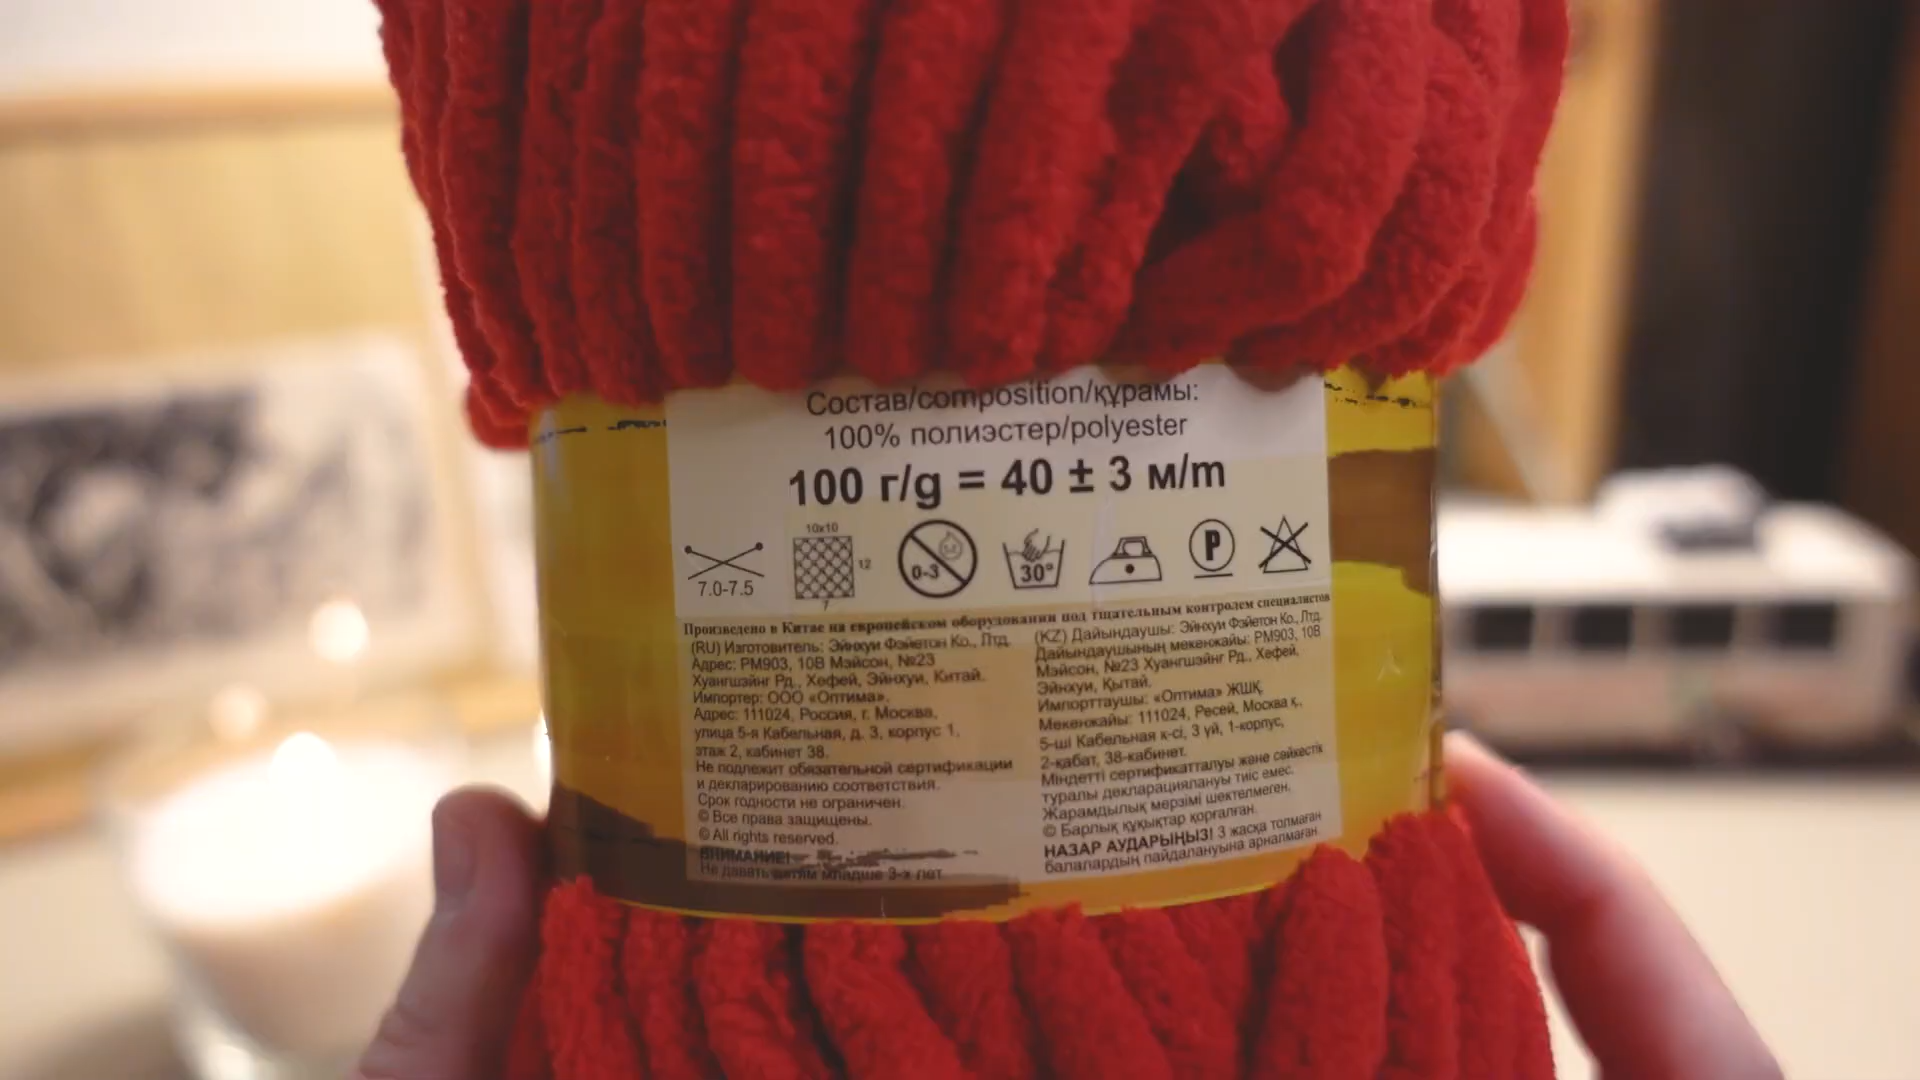 Состав/composition/құрамы:
100% полиэстер/polyester
100 г/g = 40 ± 3 м/m
7.0-7.5
10x10
12
7
0-3
30°
P
Произведено в Китае на европейском оборудовании под тщательным контролем специалистов
(RU) Изготовитель: Эйнхуи Фэйетон Ко., Лтд.
Адрес: РМ903, 10В Мэйсон, №23
Хуангшэйнг Рд., Хефей, Эйнхуи, Китай.
Импортер: ООО «Оптима».
Адрес: 111024, Россия, г. Москва,
улица 5-я Кабельная, д. 3, корпус 1,
этаж 2, кабинет 38.
Не подлежит обязательной сертификации
и декларированию соответствия.
Срок годности не ограничен.
© Все права защищены.
© All rights reserved.
ВНИМАНИЕ!
Не давать детям младше 3-х лет
(KZ) Дайындаушы: Эйнхуи Фэйетон Ко., Лтд.
Дайындаушының мекенжайы: РМ903, 10В
Мэйсон, №23 Хуангшэйнг Рд., Хефей,
Эйнхуи, Қытай.
Импорттаушы: «Оптима» ЖШҚ.
Мекенжайы: 111024, Ресей, Москва қ.,
5-ші Кабельная к-сі, 3 үй, 1-корпус,
2-қабат, 38-кабинет.
Міндетті сертификатталуы және сәйкестік
туралы декларациялануы тиіс емес.
Жарамдылық мерзімі шектелмеген.
© Барлық құқықтар қорғалған.
НАЗАР АУДАРЫҢЫЗ! 3 жасқа толмаған
балалардың пайдалануына арналмаған